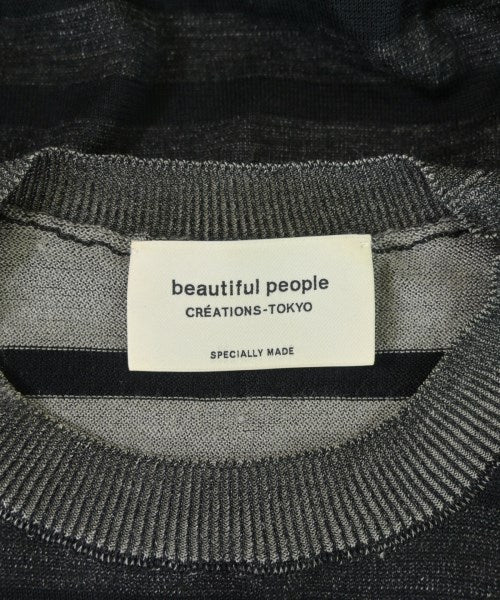 beautiful people
CRÉATIONS-TOKYO
SPECIALLY MADE